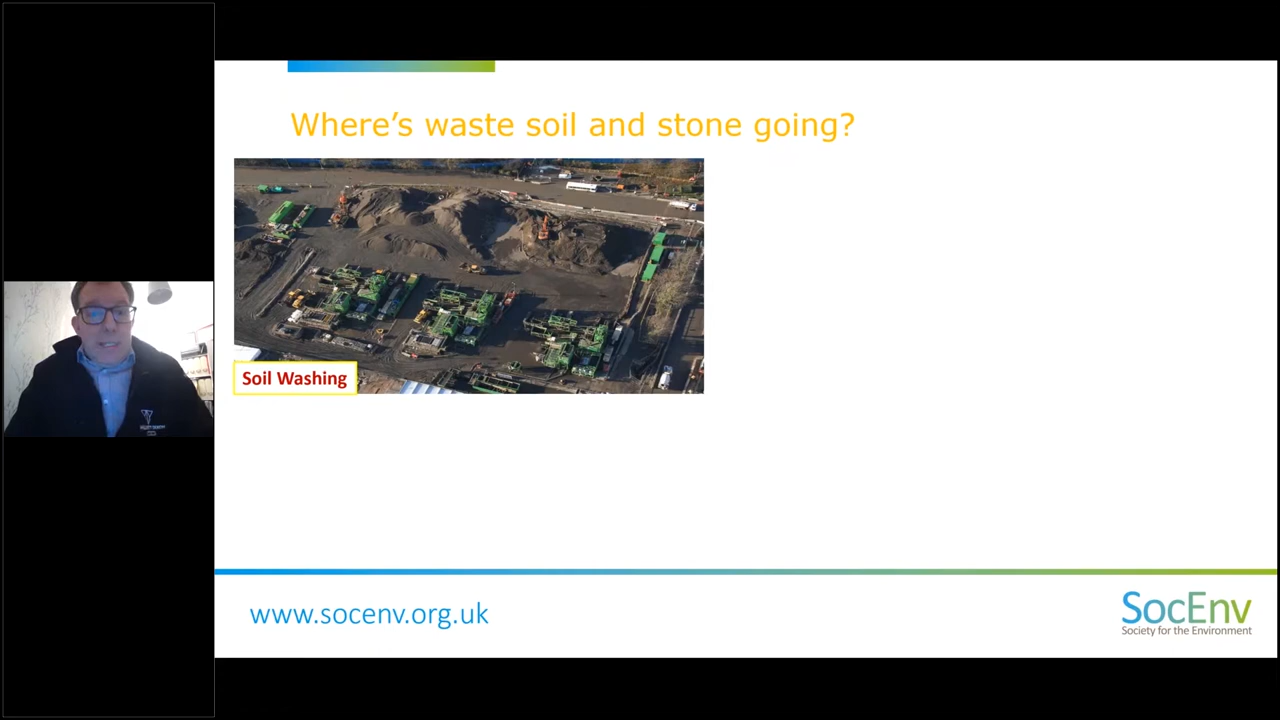 Where's waste soil and stone going?
Soil Washing
www.socenv.org.uk
SocEnv
Society for the Environment